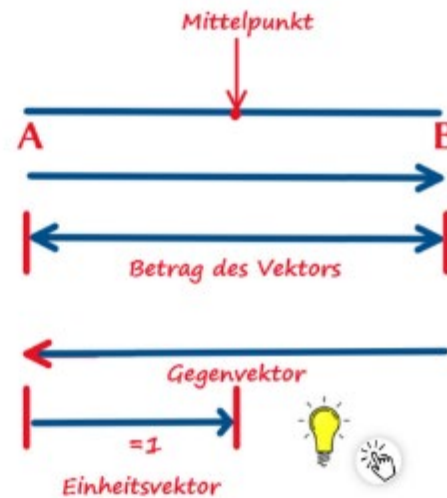 Mittelpunkt
A B
Betrag des Vektors
Gegenvektor
=1
Einheitsvektor